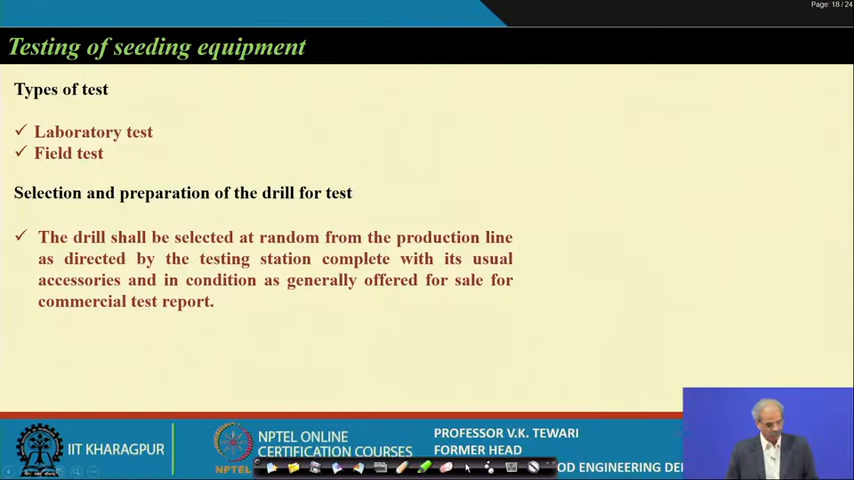 Page: 18 / 24
Testing of seeding equipment
Types of test
✓ Laboratory test
✓ Field test
Selection and preparation of the drill for test
✓ The drill shall be selected at random from the production line
as directed by the testing station complete with its usual
accessories and in condition as generally offered for sale for
commercial test report.
IIT KHARAGPUR
NPTEL
NPTEL ONLINE
CERTIFICATION COURSES
PROFESSOR V.K. TEWARI
FORMER HEAD
OOD ENGINEERING DE